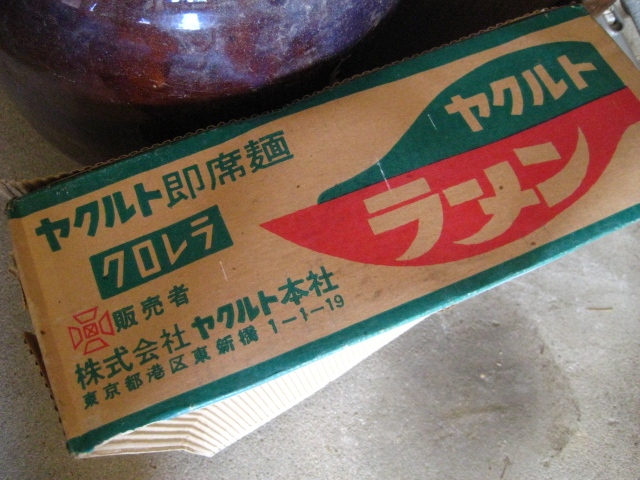 ヤクルト即席麺
クロレラ
ヤクルト
ラーメン
販売者
株式会社ヤクルト本社
東京都港区東新橋1-1-19